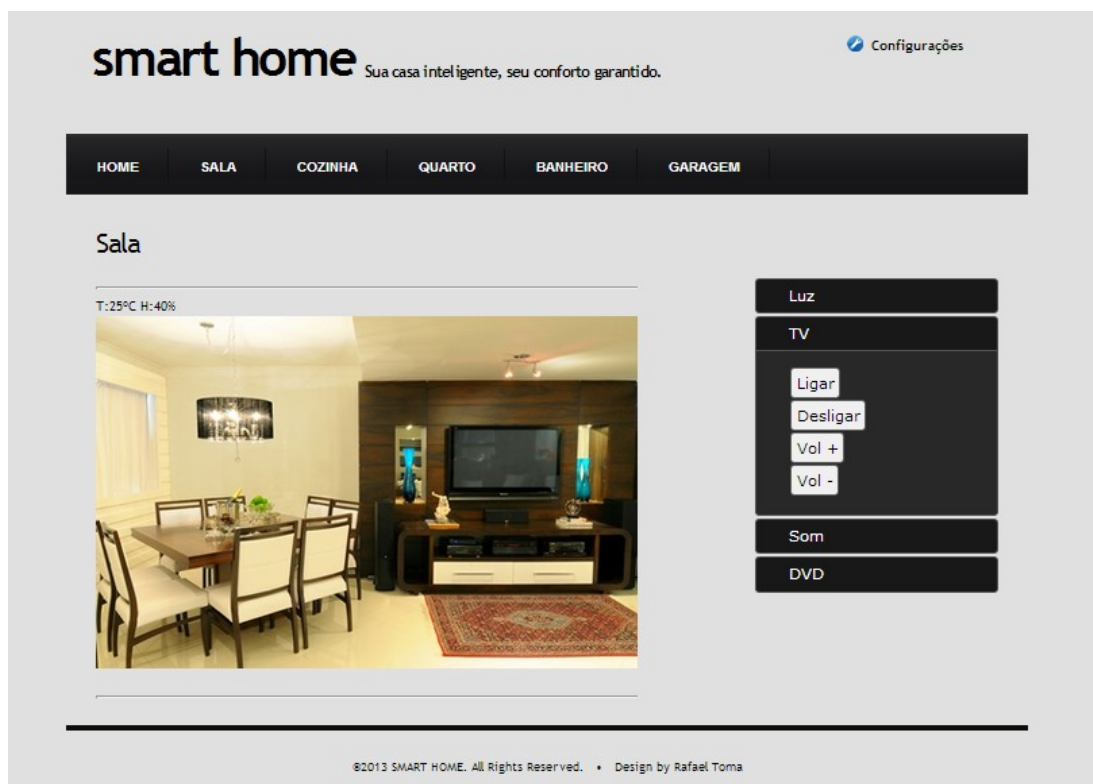 smart home Sua casa inteligente, seu conforto garantido.
Configurações
HOME SALA COZINHA QUARTO BANHEIRO GARAGEM
Sala
T:25ºC H:40%
Luz
TV
Ligar
Desligar
Vol +
Vol -
Som
DVD
©2013 SMART HOME. All Rights Reserved. • Design by Rafael Toma